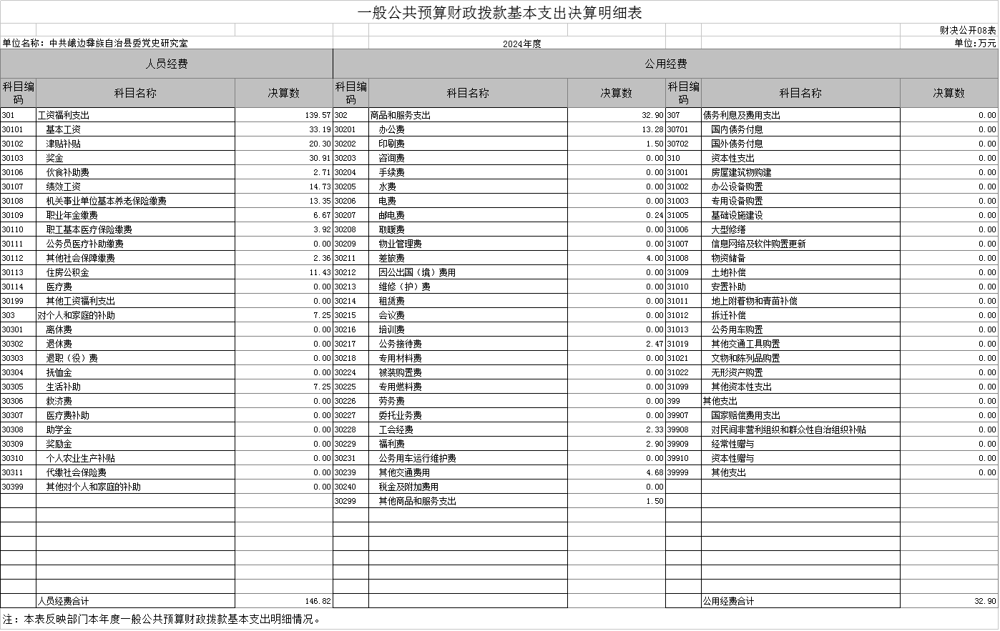 一般公共预算财政拨款基本支出决算明细表
财决公开08表
单位名称：中共峨边彝族自治县委党史研究室 2024年度 单位:万元
人员经费 公用经费
科目编码 科目名称 决算数 科目编码 科目名称 决算数 科目编码 科目名称 决算数
301 工资福利支出 139.57 302 商品和服务支出 32.90 307 债务利息及费用支出 0.00
30101 基本工资 33.19 30201 办公费 13.28 30701 国内债务付息 0.00
30102 津贴补贴 20.30 30202 印刷费 1.50 30702 国外债务付息 0.00
30103 奖金 30.91 30203 咨询费 0.00 310 资本性支出 0.00
30106 伙食补助费 2.71 30204 手续费 0.00 31001 房屋建筑物购建 0.00
30107 绩效工资 14.73 30205 水费 0.00 31002 办公设备购置 0.00
30108 机关事业单位基本养老保险缴费 13.35 30206 电费 0.00 31003 专用设备购置 0.00
30109 职业年金缴费 6.67 30207 邮电费 0.24 31005 基础设施建设 0.00
30110 职工基本医疗保险缴费 3.92 30208 取暖费 0.00 31006 大型修缮 0.00
30111 公务员医疗补助缴费 0.00 30209 物业管理费 0.00 31007 信息网络及软件购置更新 0.00
30112 其他社会保障缴费 2.36 30211 差旅费 4.00 31008 物资储备 0.00
30113 住房公积金 11.43 30212 因公出国（境）费用 0.00 31009 土地补偿 0.00
30114 医疗费 0.00 30213 维修（护）费 0.00 31010 安置补助 0.00
30199 其他工资福利支出 0.00 30214 租赁费 0.00 31011 地上附着物和青苗补偿 0.00
303 对个人和家庭的补助 7.25 30215 会议费 0.00 31012 拆迁补偿 0.00
30301 离休费 0.00 30216 培训费 0.00 31013 公务用车购置 0.00
30302 退休费 0.00 30217 公务接待费 2.47 31019 其他交通工具购置 0.00
30303 退职（役）费 0.00 30218 专用材料费 0.00 31021 文物和陈列品购置 0.00
30304 抚恤金 0.00 30224 被装购置费 0.00 31022 无形资产购置 0.00
30305 生活补助 7.25 30225 专用燃料费 0.00 31099 其他资本性支出 0.00
30306 救济费 0.00 30226 劳务费 0.00 399 其他支出 0.00
30307 医疗费补助 0.00 30227 委托业务费 0.00 39907 国家赔偿费用支出 0.00
30308 助学金 0.00 30228 工会经费 2.33 39908 对民间非营利组织和群众性自治组织补贴 0.00
30309 奖励金 0.00 30229 福利费 2.90 39909 经常性赠与 0.00
30310 个人农业生产补贴 0.00 30231 公务用车运行维护费 0.00 39910 资本性赠与 0.00
30311 代缴社会保险费 0.00 30239 其他交通费用 4.68 39999 其他支出 0.00
30399 其他对个人和家庭的补助 0.00 30240 税金及附加费用 0.00
30299 其他商品和服务支出 1.50
人员经费合计 146.82 公用经费合计 32.90
注：本表反映部门本年度一般公共预算财政拨款基本支出明细情况。